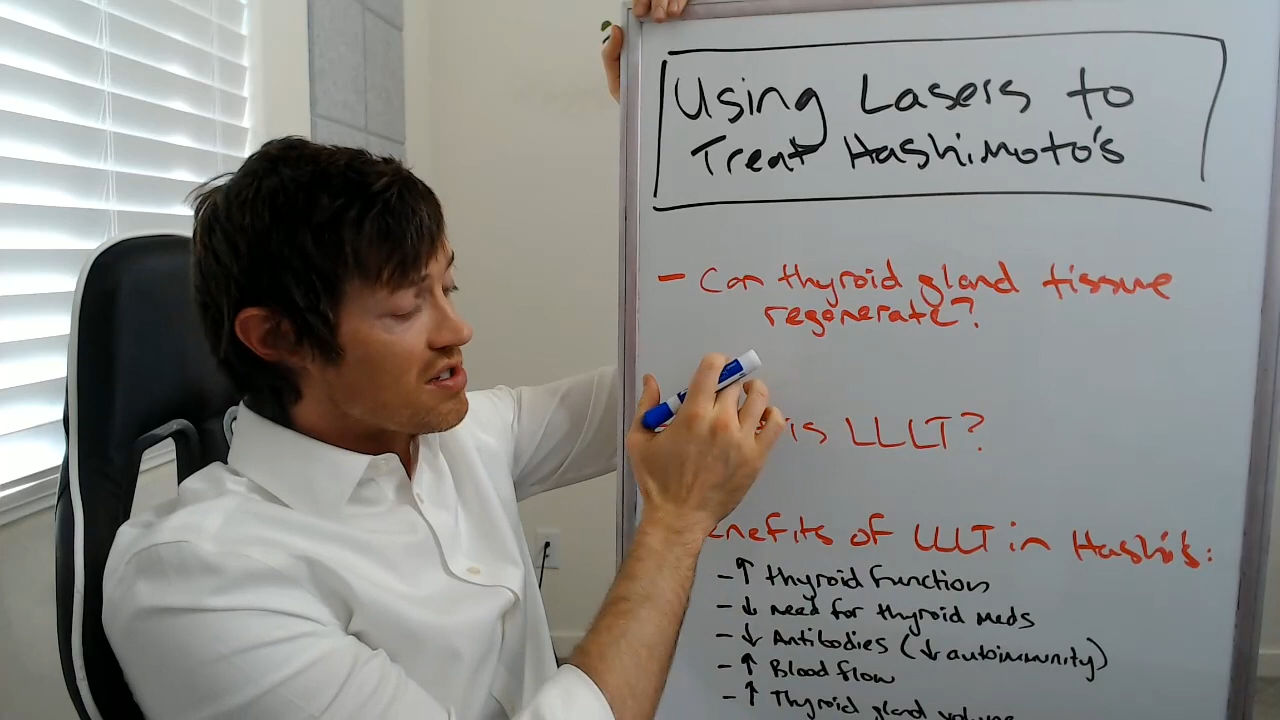 Using Lasers to
Treat Hashimoto's
- Can thyroid gland tissue
regenerate?
is LLLT?
enefits of LLLT in Hashi's:
- ↑ thyroid function
- ↓ need for thyroid meds
- ↓ Antibodies (↓ autoimmunity)
- ↑ Blood flow
- ↑ Thyroid gland volume